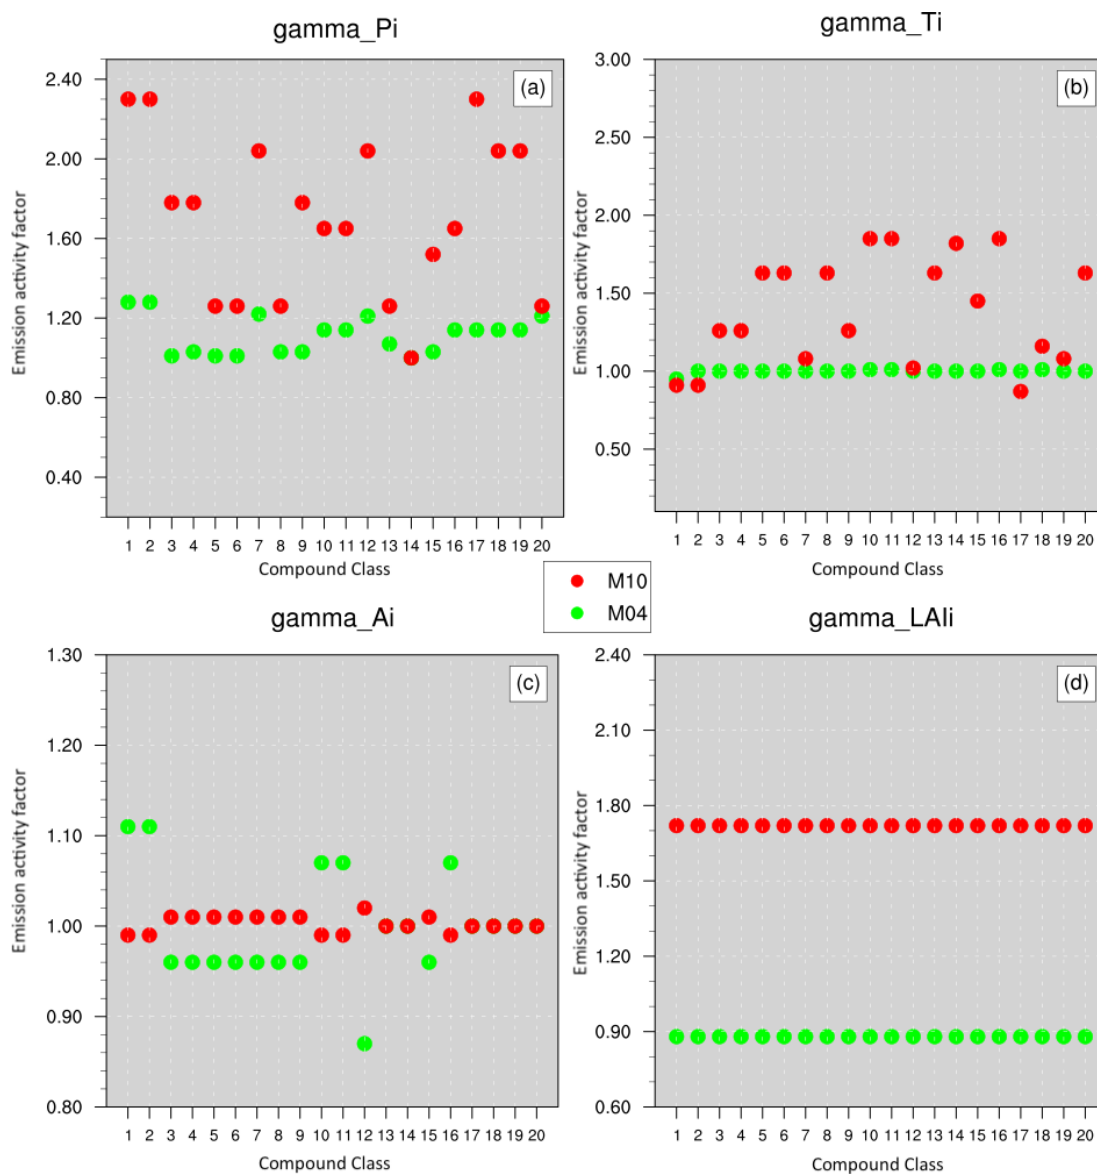 gamma_Pi
(a)
Emission activity factor
2.40
2.00
1.60
1.20
0.80
0.40
1 2 3 4 5 6 7 8 9 10 11 12 13 14 15 16 17 18 19 20
Compound Class
gamma_Ti
(b)
Emission activity factor
3.00
2.50
2.00
1.50
1.00
0.50
1 2 3 4 5 6 7 8 9 10 11 12 13 14 15 16 17 18 19 20
Compound Class
M10
M04
gamma_Ai
(c)
Emission activity factor
1.30
1.20
1.10
1.00
0.90
0.80
1 2 3 4 5 6 7 8 9 10 11 12 13 14 15 16 17 18 19 20
Compound Class
gamma_LAIi
(d)
Emission activity factor
2.40
2.10
1.80
1.50
1.20
0.90
0.60
1 2 3 4 5 6 7 8 9 10 11 12 13 14 15 16 17 18 19 20
Compound Class